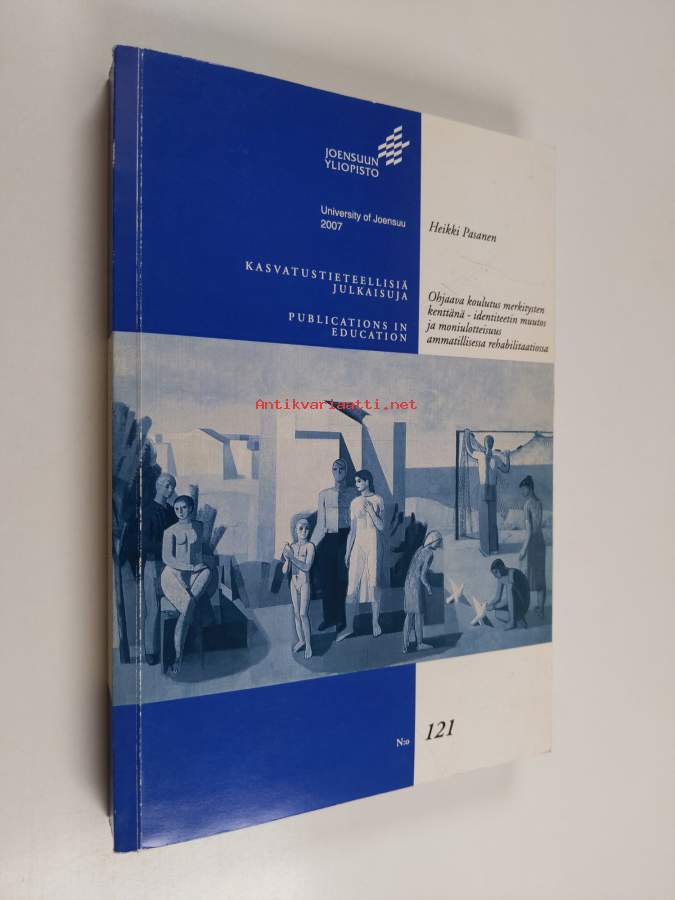 JOENSUUN
YLIOPISTO
University of Joensuu
2007
KASVATUSTIETEELLISIÄ
JULKAISUJA
PUBLICATIONS IN
EDUCATION
Heikki Pasanen
Ohjaava koulutus merkitysten
kenttänä - identiteetin muutos
ja moniulotteisuus
ammatillisessa rehabilitaatiossa
Antikvariaatti.net
N:o 121